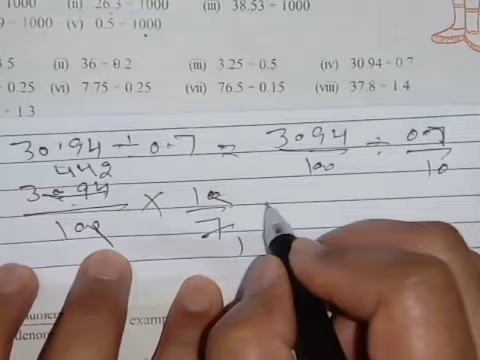 1000 (ii) 26.3 ÷ 1000 (iii) 38.53 ÷ 1000
9 ÷ 1000 (v) 0.5 ÷ 1000
3.5 (ii) 36 ÷ 0.2 (iii) 3.25 ÷ 0.5 (iv) 30.94 ÷ 0.7
÷ 0.25 (vi) 7.75 ÷ 0.25 (vii) 76.5 ÷ 0.15 (viii) 37.8 ÷ 1.4
÷ 1.3
30.94 ÷ 0.7 = 3094/100 ÷ 07/10
442
3094/100 × 10/7
1
examp
denom